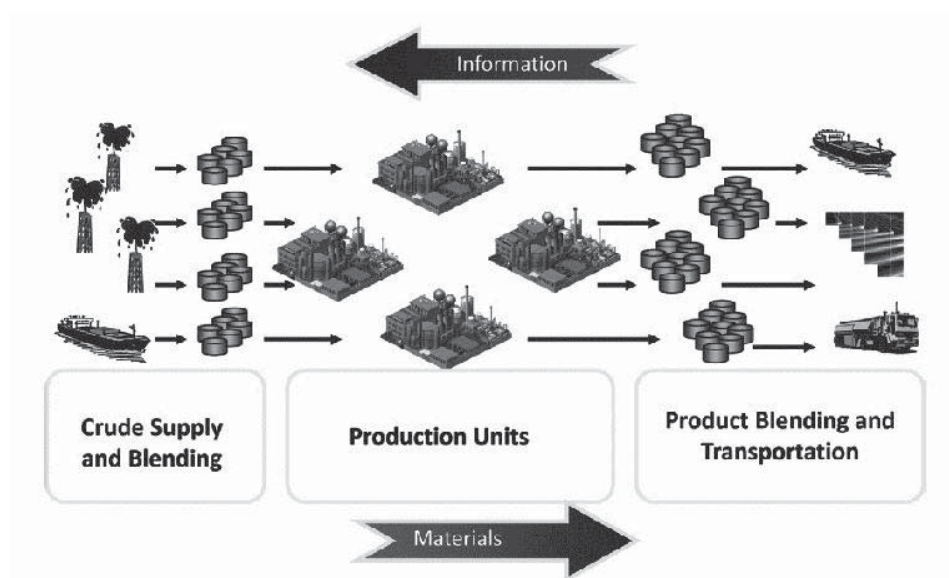 Information
Crude Supply
and Blending
Production Units
Product Blending and
Transportation
Materials